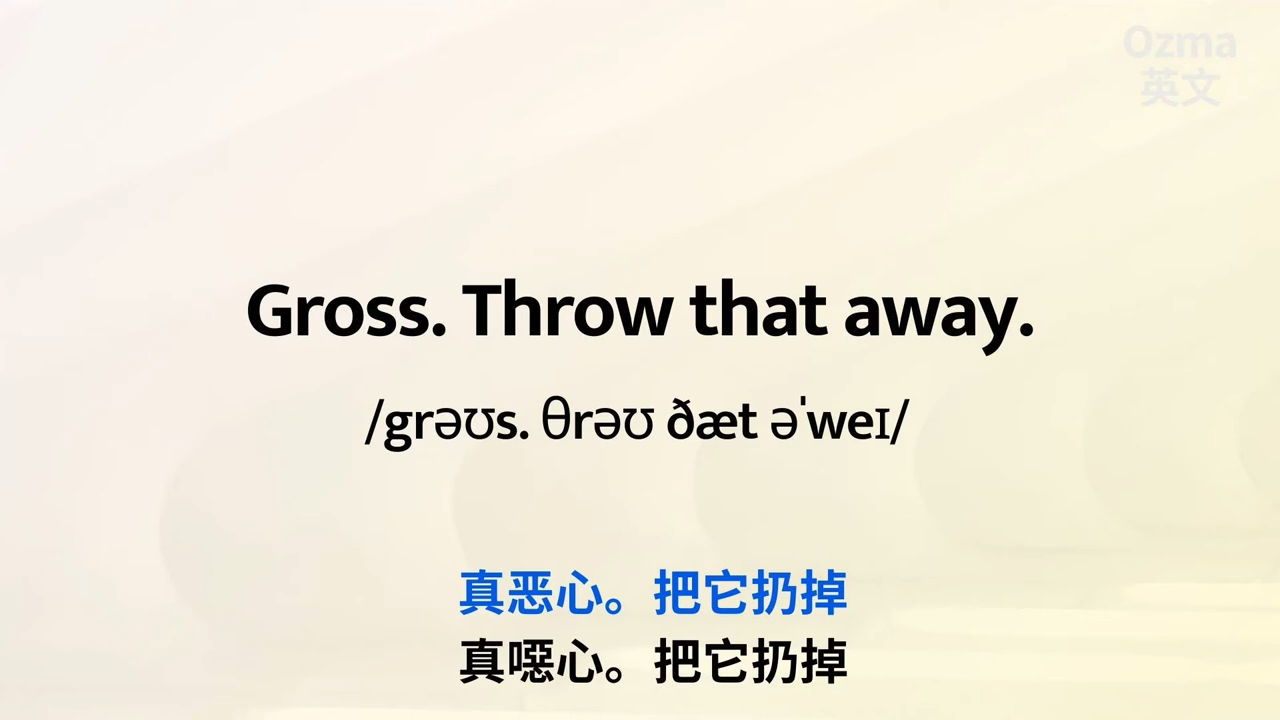 Ozma
英文
Gross. Throw that away.
/grəʊs. θrəʊ ðæt əˈweɪ/
真恶心。把它扔掉
真噁心。把它扔掉